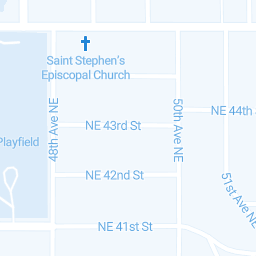 Saint Stephen's
Episcopal Church
NE 44th
NE 43rd St
Playfield
48th Ave NE
50th Ave NE
NE 42nd St
51st Ave NE
NE 41st St